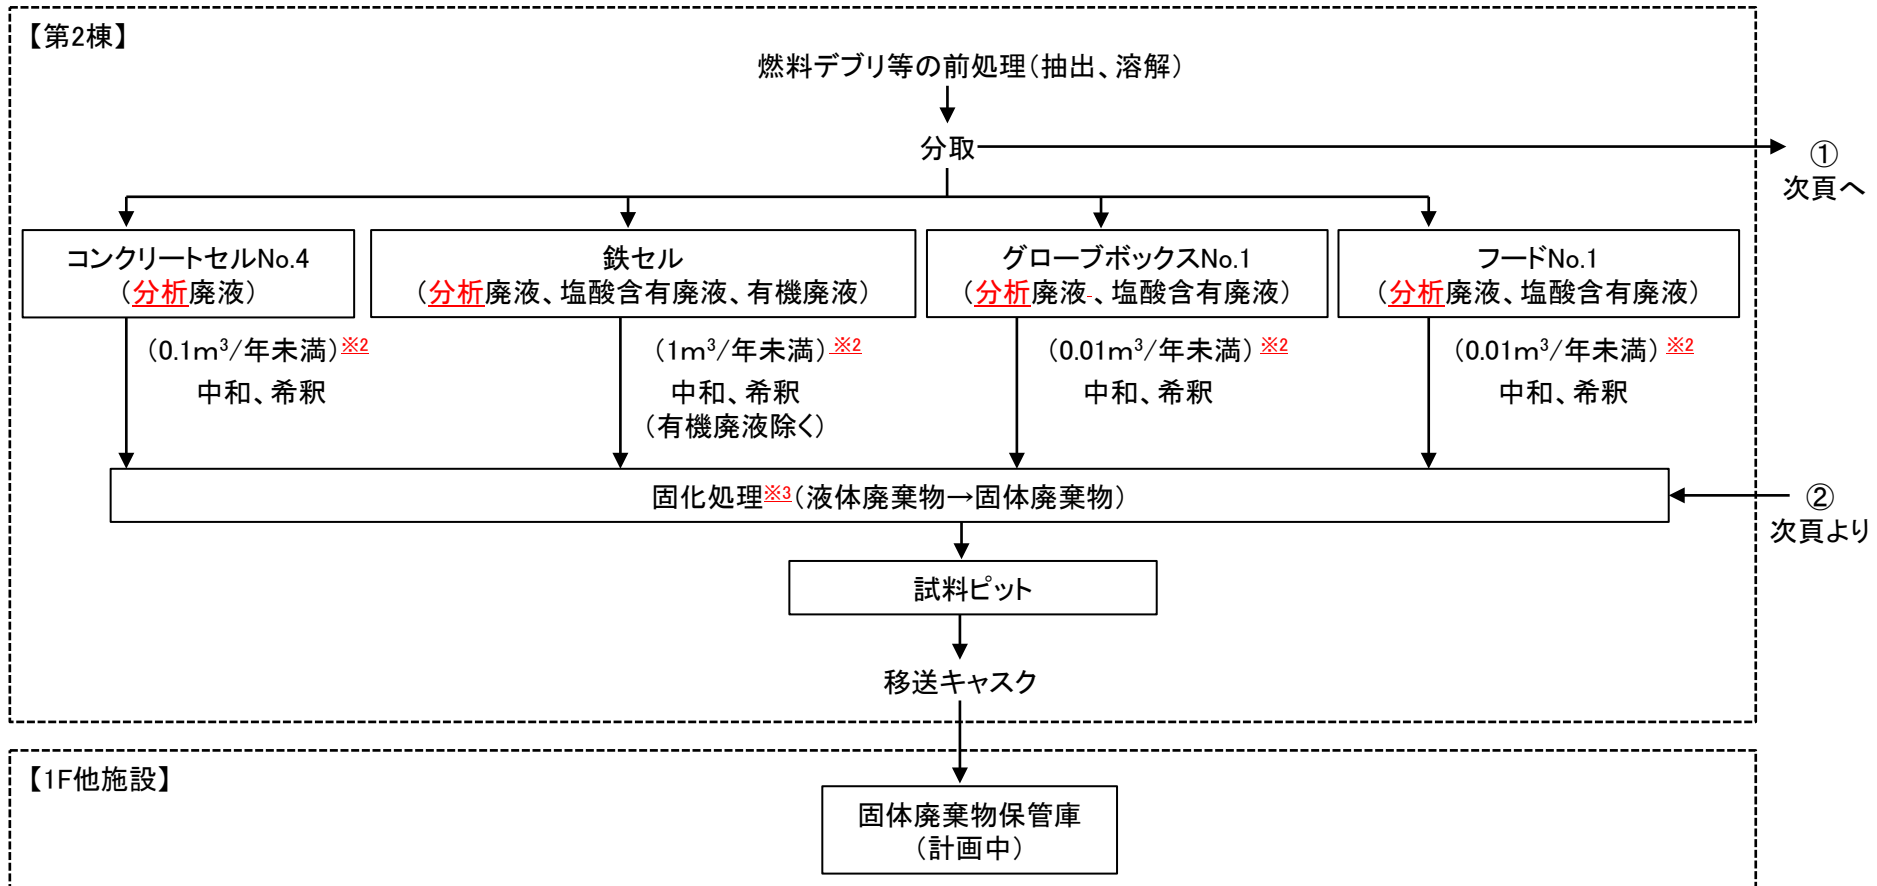 【第2棟】
燃料デブリ等の前処理(抽出、溶解)
分取
①
次頁へ
コンクリートセルNo.4
(分析廃液)
鉄セル
(分析廃液、塩酸含有廃液、有機廃液)
グローブボックスNo.1
(分析廃液、塩酸含有廃液)
フードNo.1
(分析廃液、塩酸含有廃液)
(0.1m³/年未満)※2
中和、希釈
(1m³/年未満)※2
中和、希釈
(有機廃液除く)
(0.01m³/年未満)※2
中和、希釈
(0.01m³/年未満)※2
中和、希釈
固化処理※3(液体廃棄物→固体廃棄物)
②
次頁より
試料ピット
移送キャスク
【1F他施設】
固体廃棄物保管庫
(計画中)